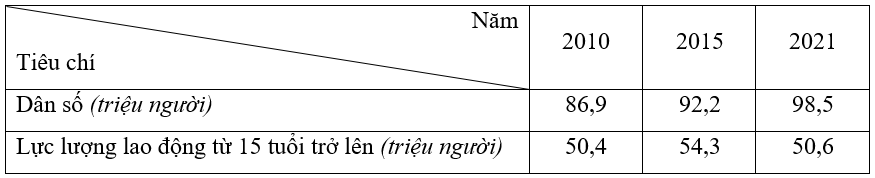 Năm
Tiêu chí
2010 2015 2021
Dân số (triệu người) 86,9 92,2 98,5
Lực lượng lao động từ 15 tuổi trở lên (triệu người) 50,4 54,3 50,6